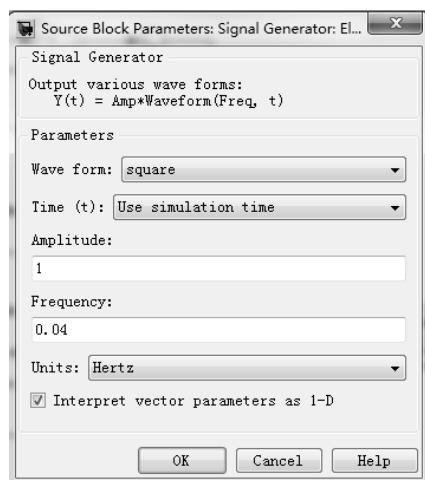 Source Block Parameters: Signal Generator: El...
Signal Generator
Output various wave forms:
Y(t) = Amp*Waveform(Freq, t)
Parameters
Wave form: square
Time (t): Use simulation time
Amplitude:
1
Frequency:
0.04
Units: Hertz
Interpret vector parameters as 1-D
OK Cancel Help